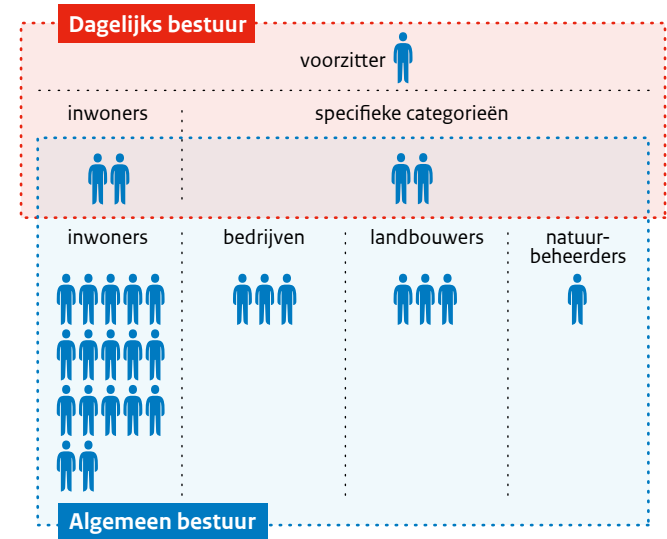 Dagelijks bestuur
voorzitter
inwoners
specifieke categorieën
inwoners
bedrijven
landbouwers
natuur-
beheerders
Algemeen bestuur